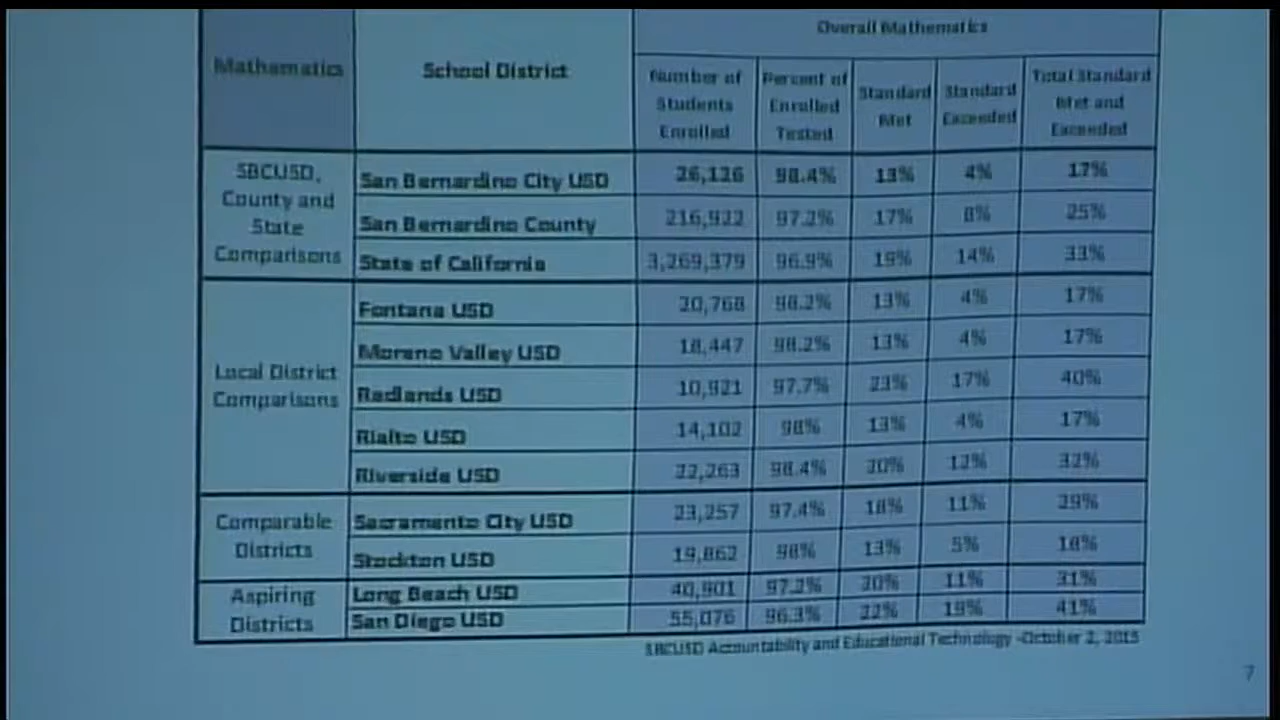 Overall Mathematics
Mathematics School District Number of Students Enrolled Percent of Enrolled Tested Standard Met Standard Exceeded Total Standard Met and Exceeded
SBCUSD, County and State Comparisons
San Bernardino City USD 26,126 98.4% 13% 4% 17%
San Bernardino County 216,922 97.2% 17% 8% 25%
State of California 3,269,379 96.9% 19% 14% 33%
Local District Comparisons
Fontana USD 20,768 98.2% 13% 4% 17%
Moreno Valley USD 18,447 98.2% 13% 4% 17%
Redlands USD 10,921 97.7% 23% 17% 40%
Rialto USD 14,102 98% 13% 4% 17%
Riverside USD 22,263 98.4% 20% 12% 32%
Comparable Districts
Sacramento City USD 23,257 97.4% 18% 11% 29%
Stockton USD 19,862 98% 13% 5% 18%
Aspiring Districts
Long Beach USD 40,901 97.2% 20% 11% 31%
San Diego USD 55,076 96.3% 22% 19% 41%
SBCUSD Accountability and Educational Technology -October 2, 2015
7